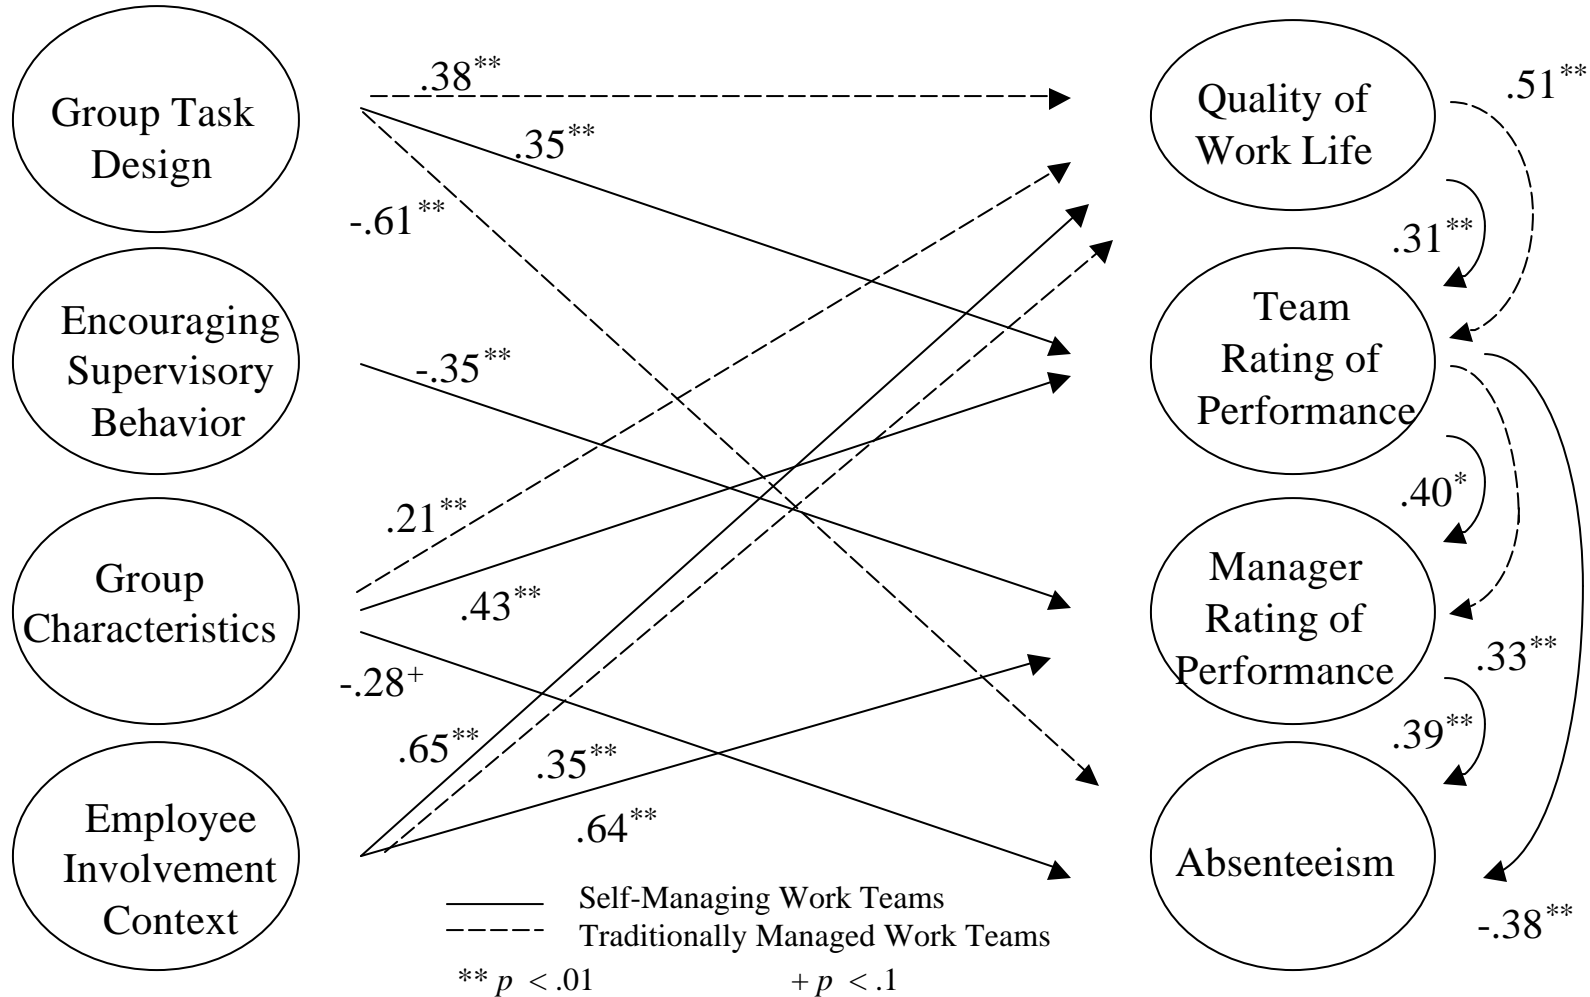 Group Task
Design
Encouraging
Supervisory
Behavior
Group
Characteristics
Employee
Involvement
Context
.38**
.35**
-.61**
-.35**
.21**
.43**
-.28+
.65**
.35**
.64**
Quality of
Work Life
Team
Rating of
Performance
Manager
Rating of
Performance
Absenteeism
.51**
.31**
.40*
.33**
.39**
-.38**
Self-Managing Work Teams
Traditionally Managed Work Teams
** p < .01 + p < .1